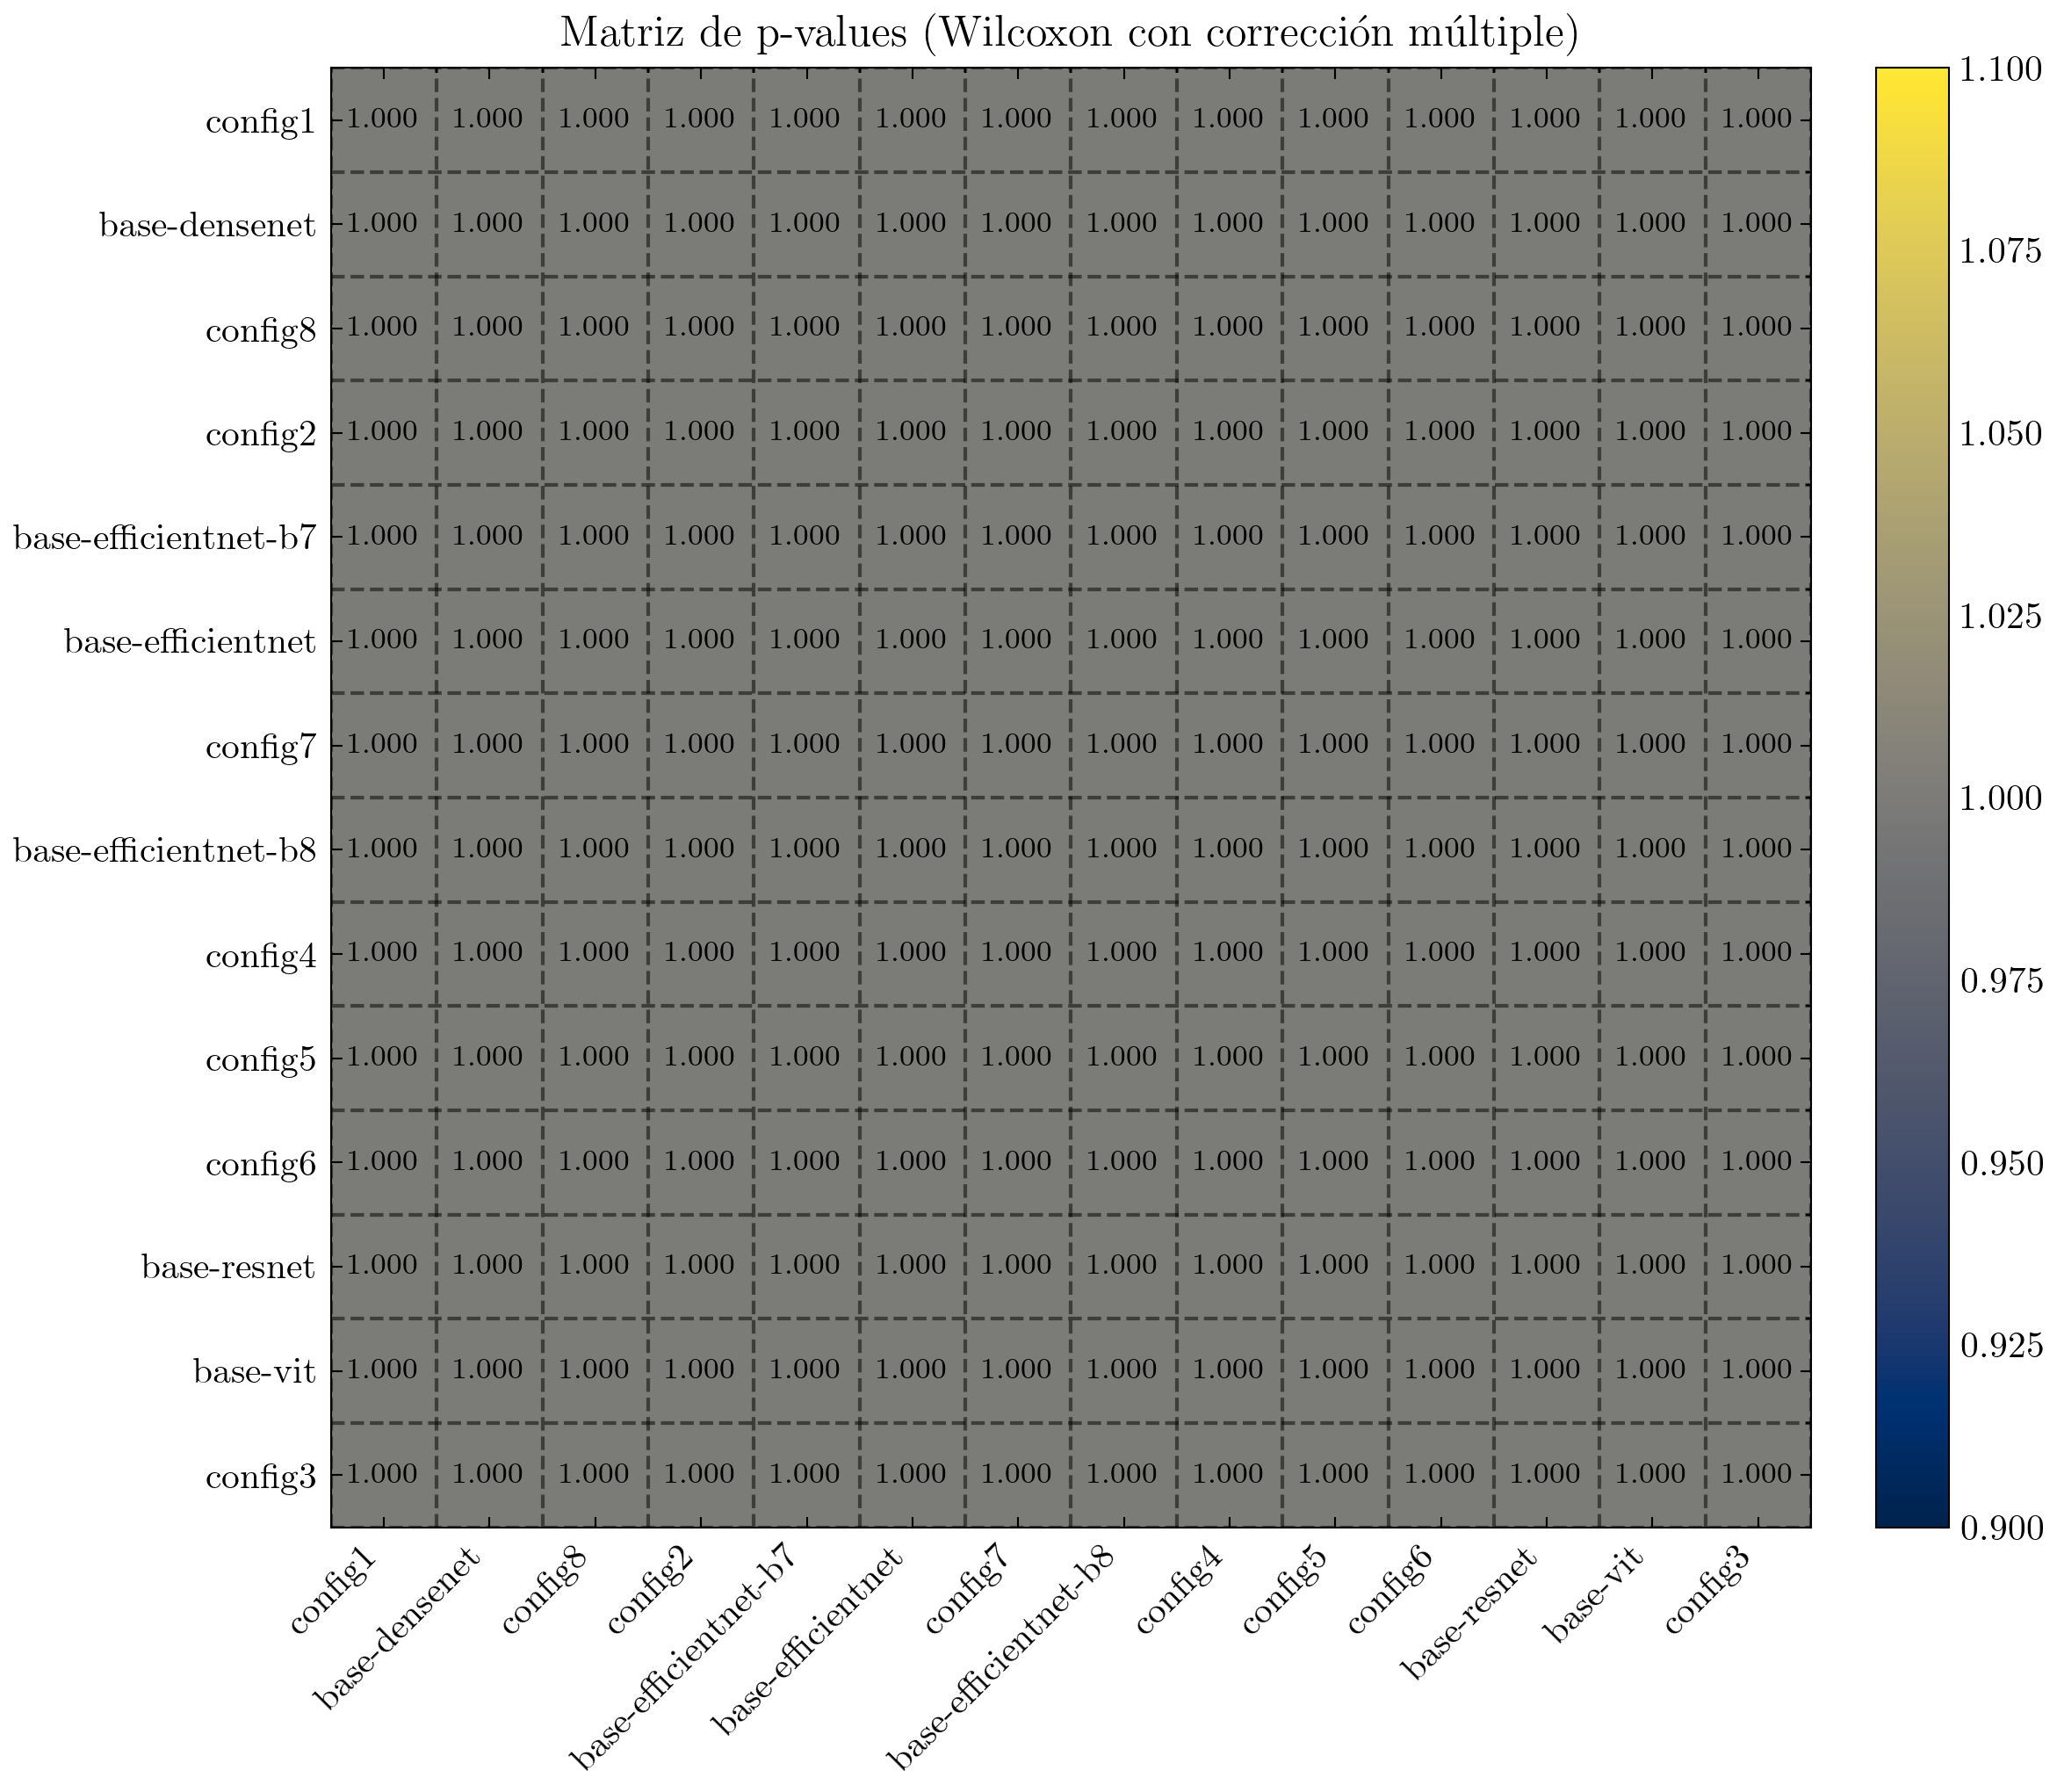 Matriz de p-values (Wilcoxon con corrección múltiple)
config1 1.000 1.000 1.000 1.000 1.000 1.000 1.000 1.000 1.000 1.000 1.000 1.000 1.000 1.000
base-densenet 1.000 1.000 1.000 1.000 1.000 1.000 1.000 1.000 1.000 1.000 1.000 1.000 1.000 1.000
config8 1.000 1.000 1.000 1.000 1.000 1.000 1.000 1.000 1.000 1.000 1.000 1.000 1.000 1.000
config2 1.000 1.000 1.000 1.000 1.000 1.000 1.000 1.000 1.000 1.000 1.000 1.000 1.000 1.000
base-efficientnet-b7 1.000 1.000 1.000 1.000 1.000 1.000 1.000 1.000 1.000 1.000 1.000 1.000 1.000 1.000
base-efficientnet 1.000 1.000 1.000 1.000 1.000 1.000 1.000 1.000 1.000 1.000 1.000 1.000 1.000 1.000
config7 1.000 1.000 1.000 1.000 1.000 1.000 1.000 1.000 1.000 1.000 1.000 1.000 1.000 1.000
base-efficientnet-b8 1.000 1.000 1.000 1.000 1.000 1.000 1.000 1.000 1.000 1.000 1.000 1.000 1.000 1.000
config4 1.000 1.000 1.000 1.000 1.000 1.000 1.000 1.000 1.000 1.000 1.000 1.000 1.000 1.000
config5 1.000 1.000 1.000 1.000 1.000 1.000 1.000 1.000 1.000 1.000 1.000 1.000 1.000 1.000
config6 1.000 1.000 1.000 1.000 1.000 1.000 1.000 1.000 1.000 1.000 1.000 1.000 1.000 1.000
base-resnet 1.000 1.000 1.000 1.000 1.000 1.000 1.000 1.000 1.000 1.000 1.000 1.000 1.000 1.000
base-vit 1.000 1.000 1.000 1.000 1.000 1.000 1.000 1.000 1.000 1.000 1.000 1.000 1.000 1.000
config3 1.000 1.000 1.000 1.000 1.000 1.000 1.000 1.000 1.000 1.000 1.000 1.000 1.000 1.000
config1
base-densenet
config8
config2
base-efficientnet-b7
base-efficientnet
config7
base-efficientnet-b8
config4
config5
config6
base-resnet
base-vit
config3
1.100
1.075
1.050
1.025
1.000
0.975
0.950
0.925
0.900